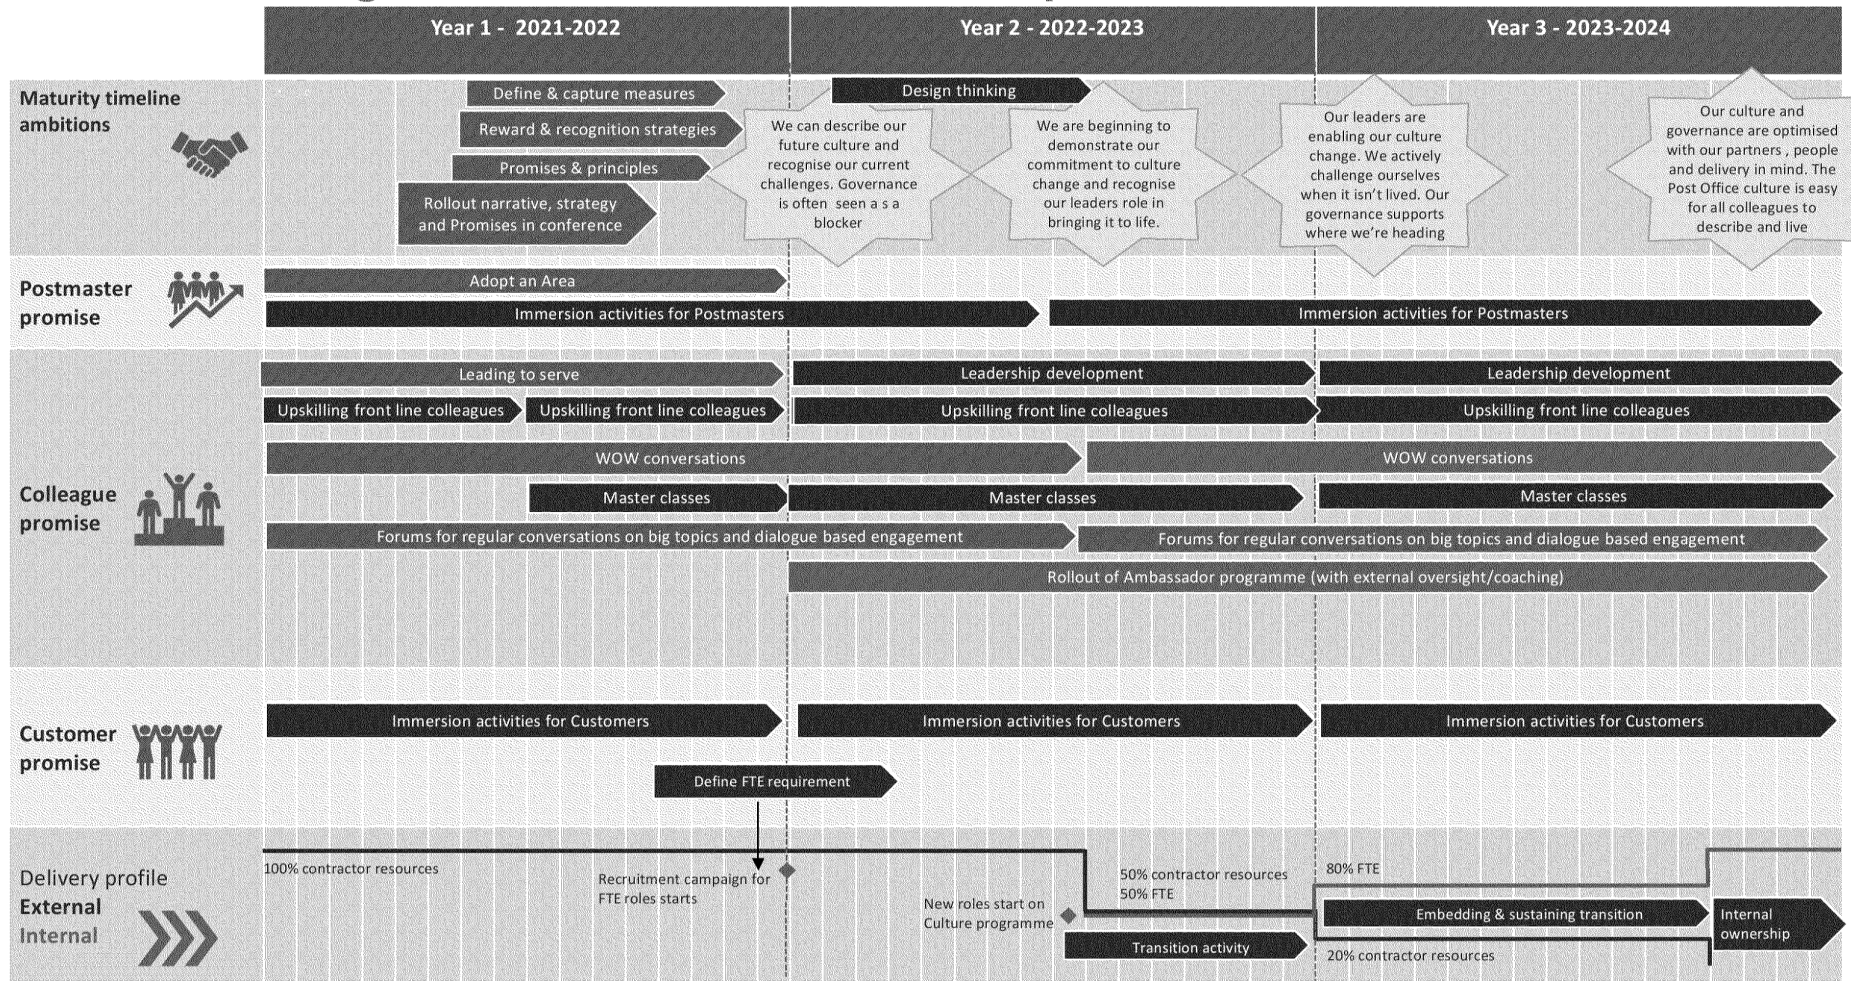 Year 1 - 2021-2022
Year 2 - 2022-2023
Year 3 - 2023-2024
Maturity timeline
ambitions
Define & capture measures
Reward & recognition strategies
Promises & principles
Rollout narrative, strategy
and Promises in conference
Design thinking
We can describe our
future culture and
recognise our current
challenges. Governance
is often seen a s a
blocker
We are beginning to
demonstrate our
commitment to culture
change and recognise
our leaders role in
bringing it to life.
Our leaders are
enabling our culture
change. We actively
challenge ourselves
when it isn't lived. Our
governance supports
where we're heading
Our culture and
governance are optimised
with our partners , people
and delivery in mind. The
Post Office culture is easy
for all colleagues to
describe and live
Postmaster
promise
Adopt an Area
Immersion activities for Postmasters
Immersion activities for Postmasters
Colleague
promise
Leading to serve
Leadership development
Leadership development
Upskilling front line colleagues
Upskilling front line colleagues
Upskilling front line colleagues
Upskilling front line colleagues
WOW conversations
WOW conversations
Master classes
Master classes
Master classes
Forums for regular conversations on big topics and dialogue based engagement
Forums for regular conversations on big topics and dialogue based engagement
Rollout of Ambassador programme (with external oversight/coaching)
Customer
promise
Immersion activities for Customers
Immersion activities for Customers
Immersion activities for Customers
Define FTE requirement
Delivery profile
External
Internal
100% contractor resources
Recruitment campaign for
FTE roles starts
New roles start on
Culture programme
50% contractor resources
50% FTE
Transition activity
80% FTE
Embedding & sustaining transition
20% contractor resources
Internal
ownership